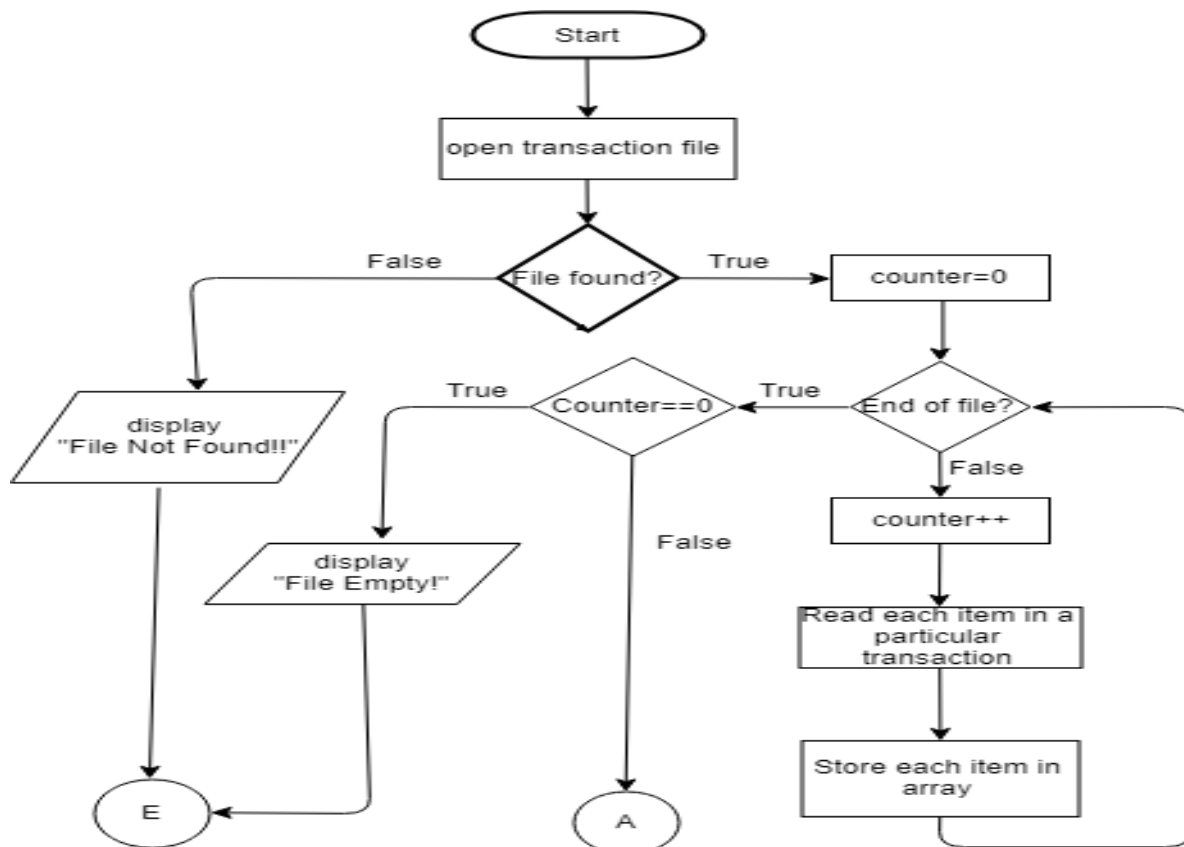 Start
open transaction file
False
File found?
True
counter=0
True
Counter==0
True
End of file?
display
"File Not Found!!"
False
counter++
False
display
"File Empty!"
Read each item in a
particular
transaction
Store each item in
array
E
A